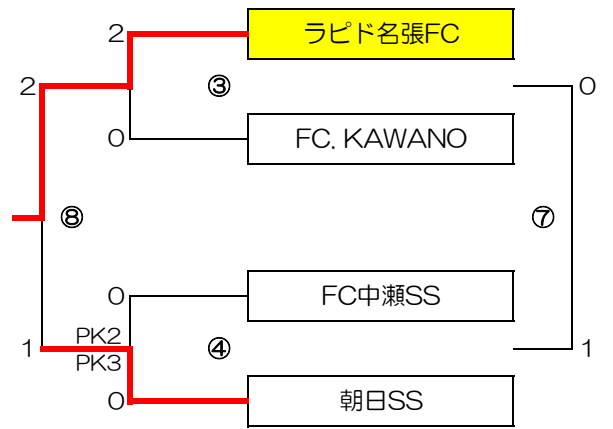 2 ラピド名張FC
2 ③ 0
0 FC. KAWANO
⑧ ⑦
0 FC中瀬SS
PK2
1 ④ 1
PK3
0 朝日SS